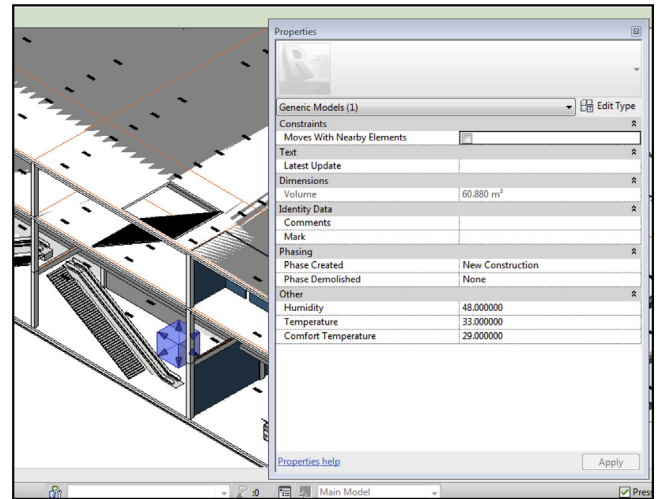 Properties
Generic Models (1)
Edit Type
Constraints
Moves With Nearby Elements
Text
Latest Update
Dimensions
Volume 60.880 m³
Identity Data
Comments
Mark
Phasing
Phase Created New Construction
Phase Demolished None
Other
Humidity 48.000000
Temperature 33.000000
Comfort Temperature 29.000000
Properties help
Apply
:0
Main Model
Press